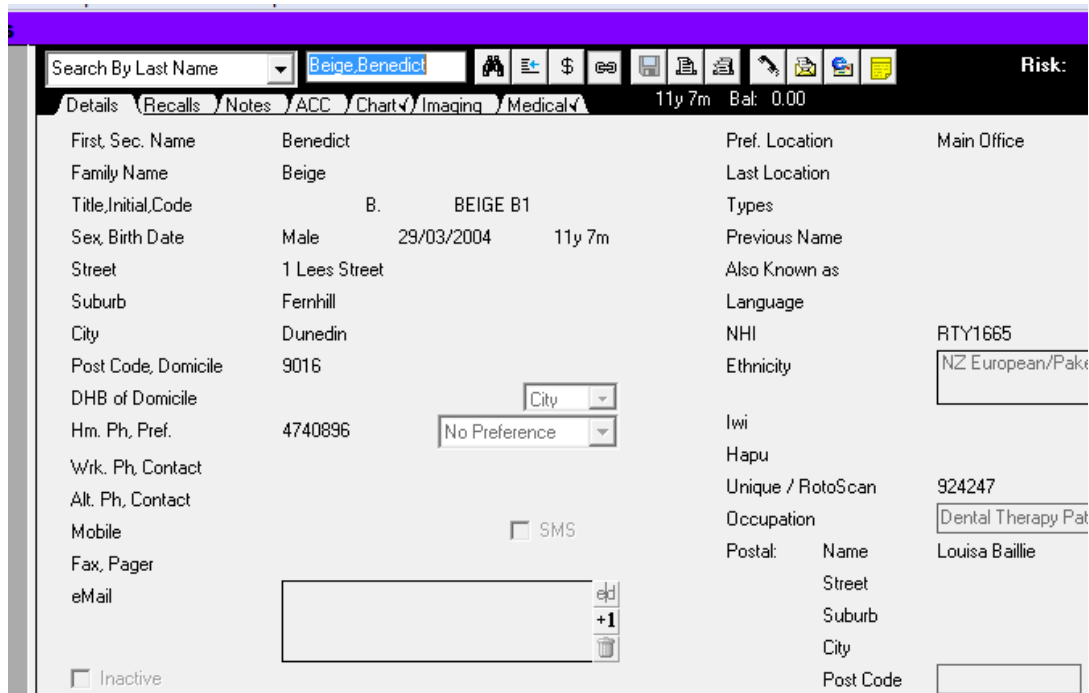 Search By Last Name Beige,Benedict $ Risk:
Details Recalls Notes ACC Chart√ Imaging Medical√ 11y 7m Bal: 0.00
First, Sec. Name Benedict Pref. Location Main Office
Family Name Beige Last Location
Title,Initial,Code B. BEIGE B1 Types
Sex, Birth Date Male 29/03/2004 11y 7m Previous Name
Street 1 Lees Street Also Known as
Suburb Fernhill Language
City Dunedin NHI RTY1665
Post Code, Domicile 9016 Ethnicity NZ European/Pake
DHB of Domicile City
Hm. Ph, Pref. 4740896 No Preference Iwi
Wrk. Ph, Contact Hapu
Alt. Ph, Contact Unique / RotoScan 924247
Mobile SMS Occupation Dental Therapy Pat
Fax, Pager Postal: Name Louisa Baillie
eMail Street
+1 Suburb
City
Inactive Post Code